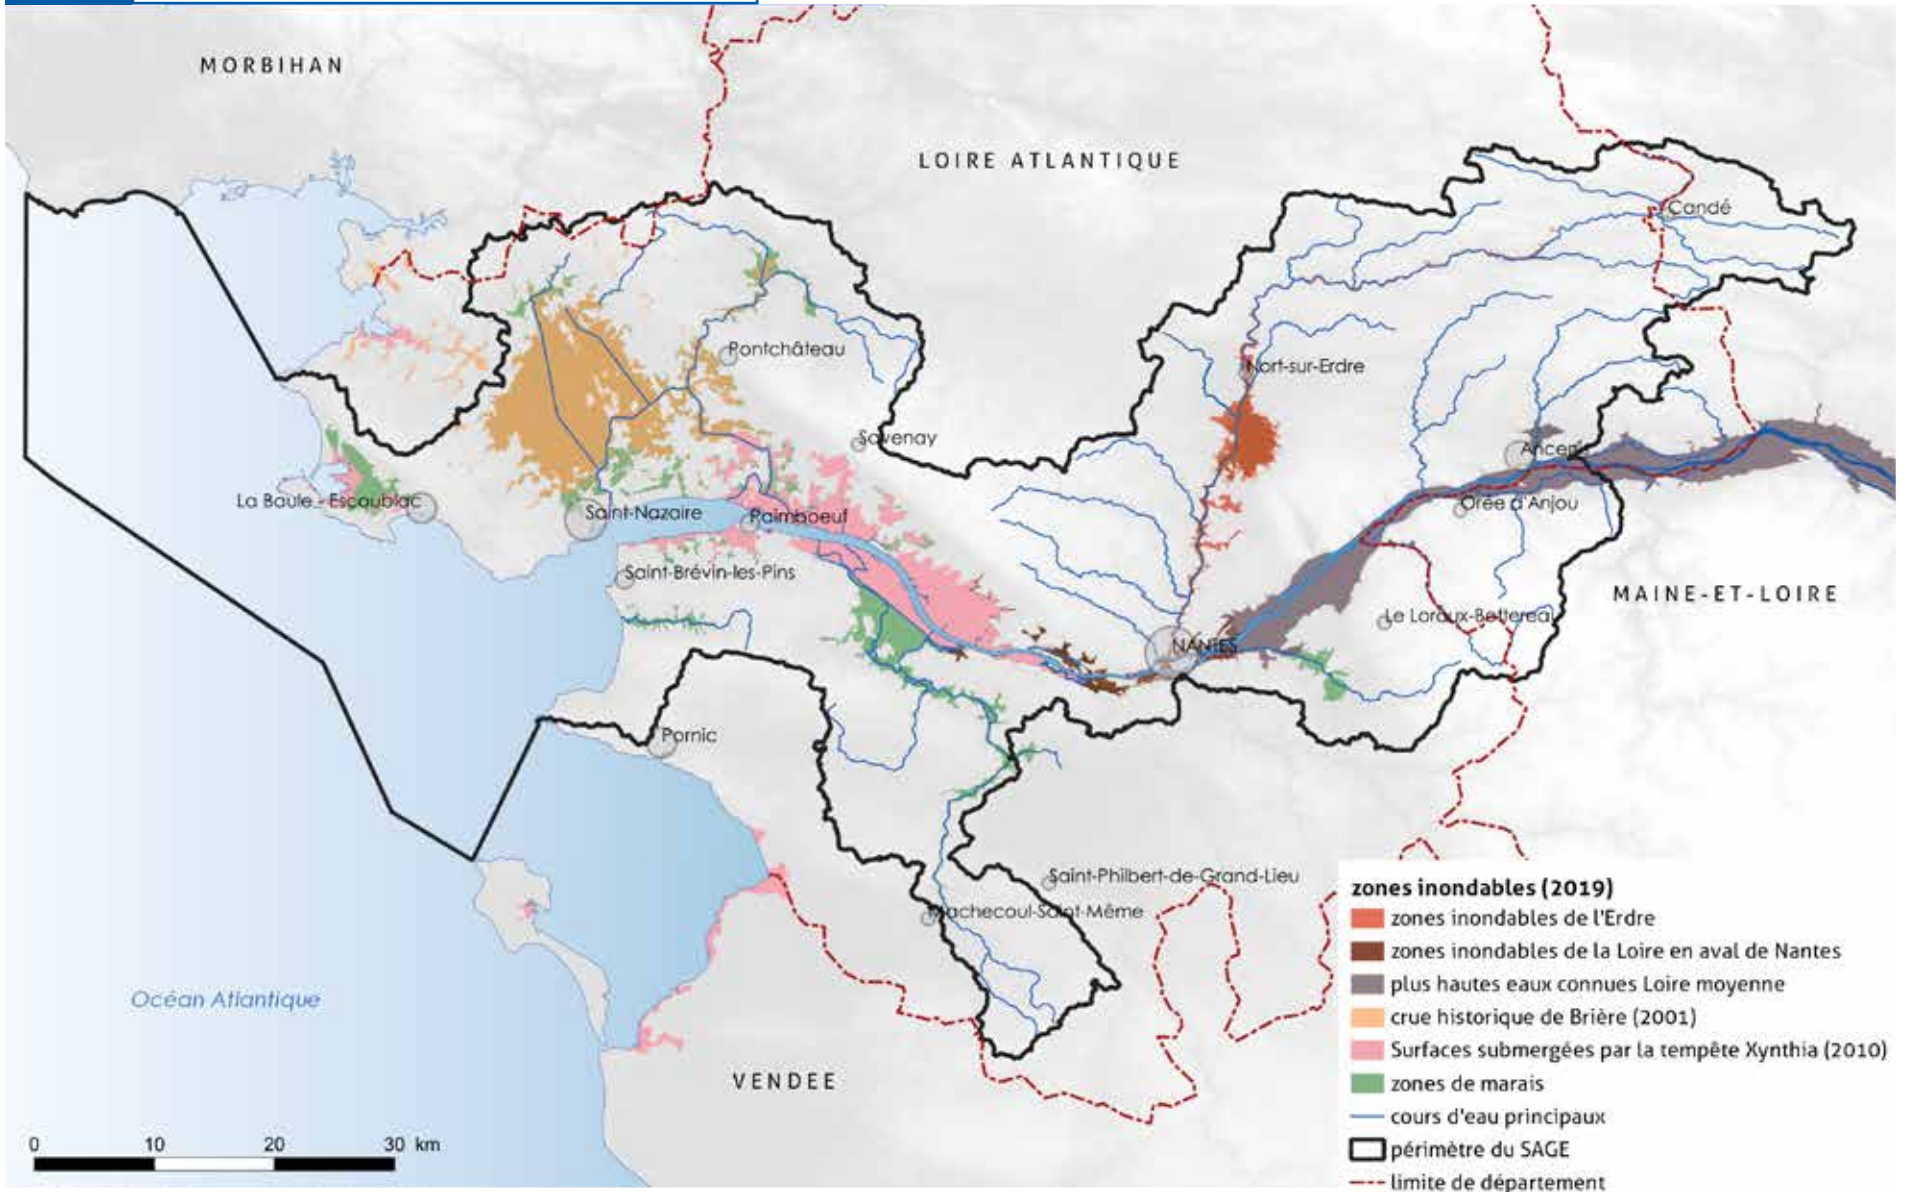 MORBIHAN
LOIRE ATLANTIQUE
Candé
Pontchâteau
Nort-sur-Erdre
Savenay
Ancenis
La Baule - Escoublac
Saint-Nazaire
Paimboeuf
Orée d'Anjou
Saint-Brévin-les-Pins
MAINE-ET-LOIRE
Le Loroux-Bottereau
NANTES
Pornic
Saint-Philbert-de-Grand-Lieu
Machecoul-Saint-Même
Océan Atlantique
VENDEE
0 10 20 30 km
zones inondables (2019)
zones inondables de l'Erdre
zones inondables de la Loire en aval de Nantes
plus hautes eaux connues Loire moyenne
crue historique de Brière (2001)
Surfaces submergées par la tempête Xynthia (2010)
zones de marais
cours d'eau principaux
périmètre du SAGE
limite de département